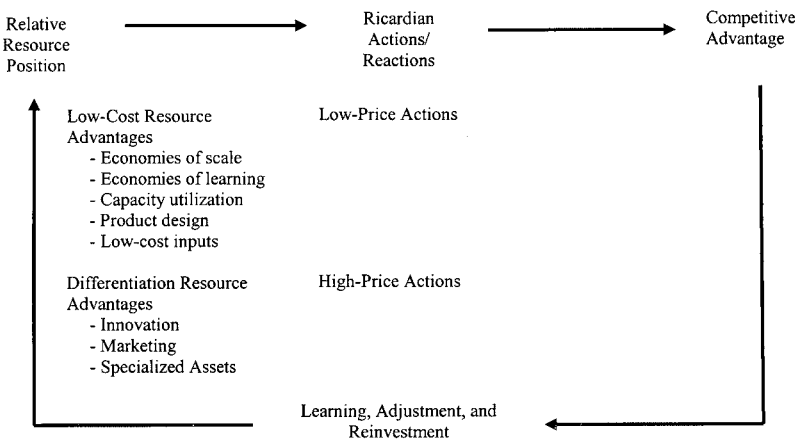 Relative
Resource
Position
Ricardian
Actions/
Reactions
Competitive
Advantage
Low-Cost Resource
Advantages
- Economies of scale
- Economies of learning
- Capacity utilization
- Product design
- Low-cost inputs
Low-Price Actions
Differentiation Resource
Advantages
- Innovation
- Marketing
- Specialized Assets
High-Price Actions
Learning, Adjustment, and
Reinvestment